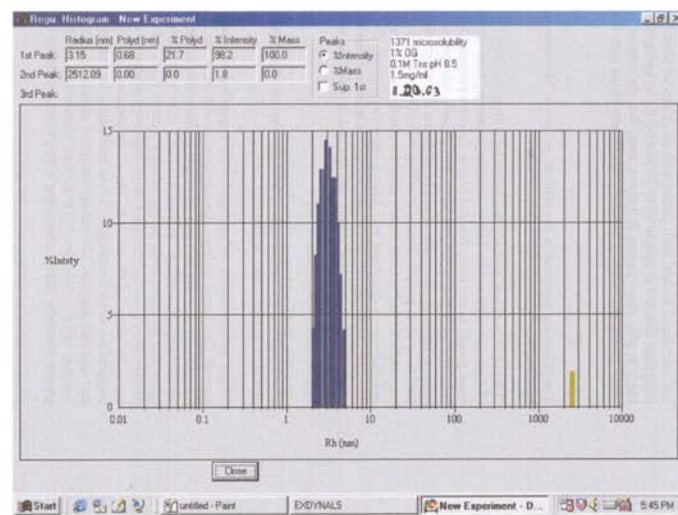 Regu. Histogram New Experiment
Radius (nm) Polyd (nm) % Polyd % Intensity % Mass
1st Peak: 3.15 0.68 21.7 98.2 100.0
2nd Peak: 2512.09 0.00 0.0 1.8 0.0
3rd Peak:
Peaks
%Intensity
%Mass
Sup. 1st
1371 microsolubility
1% OG
0.1M Tris pH 8.5
1.5mg/ml
15
10
5
0
%Intsty
0.01 0.1 1 10 100 1000 10000
Rh (nm)
Close
Start untitled - Paint EXDYNALS New Experiment - D... 5:45 PM